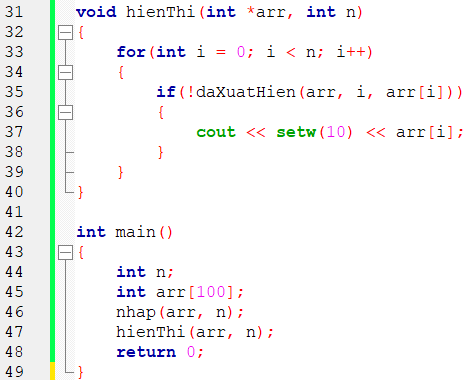 31 void hienThi(int *arr, int n)
32 {
33     for(int i = 0; i < n; i++)
34     {
35         if(!daXuatHien(arr, i, arr[i]))
36         {
37             cout << setw(10) << arr[i];
38         }
39     }
40 }
41
42 int main()
43 {
44     int n;
45     int arr[100];
46     nhap(arr, n);
47     hienThi(arr, n);
48     return 0;
49 }